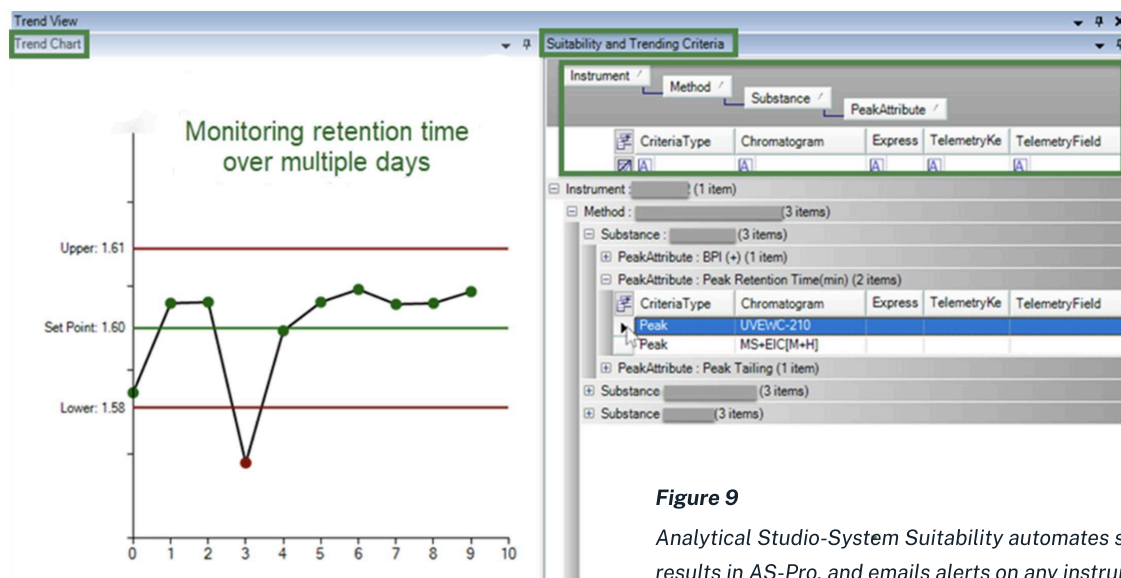 Trend View
Trend Chart
Suitability and Trending Criteria
Instrument
Method
Substance
PeakAttribute
CriteriaType Chromatogram Express TelemetryKe TelemetryField
A A A A A
Instrument : (1 item)
Method : (3 items)
Substance : (3 items)
PeakAttribute : BPI (+) (1 item)
PeakAttribute : Peak Retention Time(min) (2 items)
CriteriaType Chromatogram Express TelemetryKe TelemetryField
Peak UVEWC-210
Peak MS+EIC[M+H]
PeakAttribute : Peak Tailing (1 item)
Substance (3 items)
Substance (3 items)
Monitoring retention time
over multiple days
Upper: 1.61
Set Point: 1.60
Lower: 1.58
0 1 2 3 4 5 6 7 8 9 10
Figure 9
Analytical Studio-System Suitability automates s
results in AS-Pro, and emails alerts on any instru